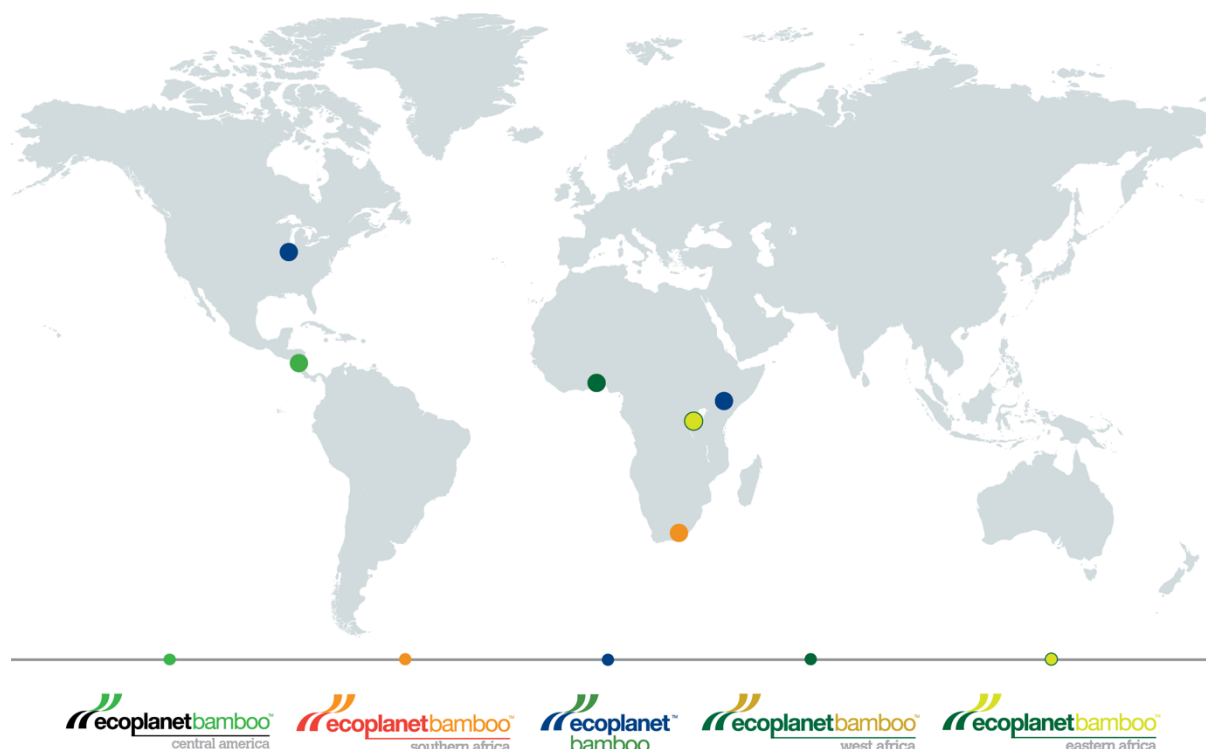 ecoplanetbamboo™
central america
ecoplanetbamboo™
southern africa
ecoplanet™
bamboo
ecoplanetbamboo™
west africa
ecoplanetbamboo™
eastern africa